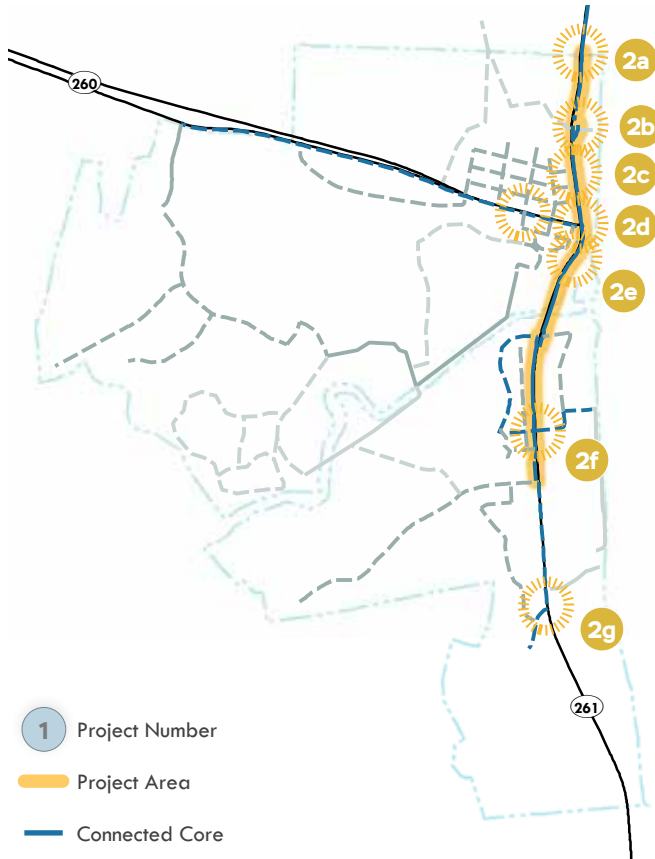 2a
260
2b
2c
2d
2e
2f
2g
261
1 Project Number
Project Area
Connected Core